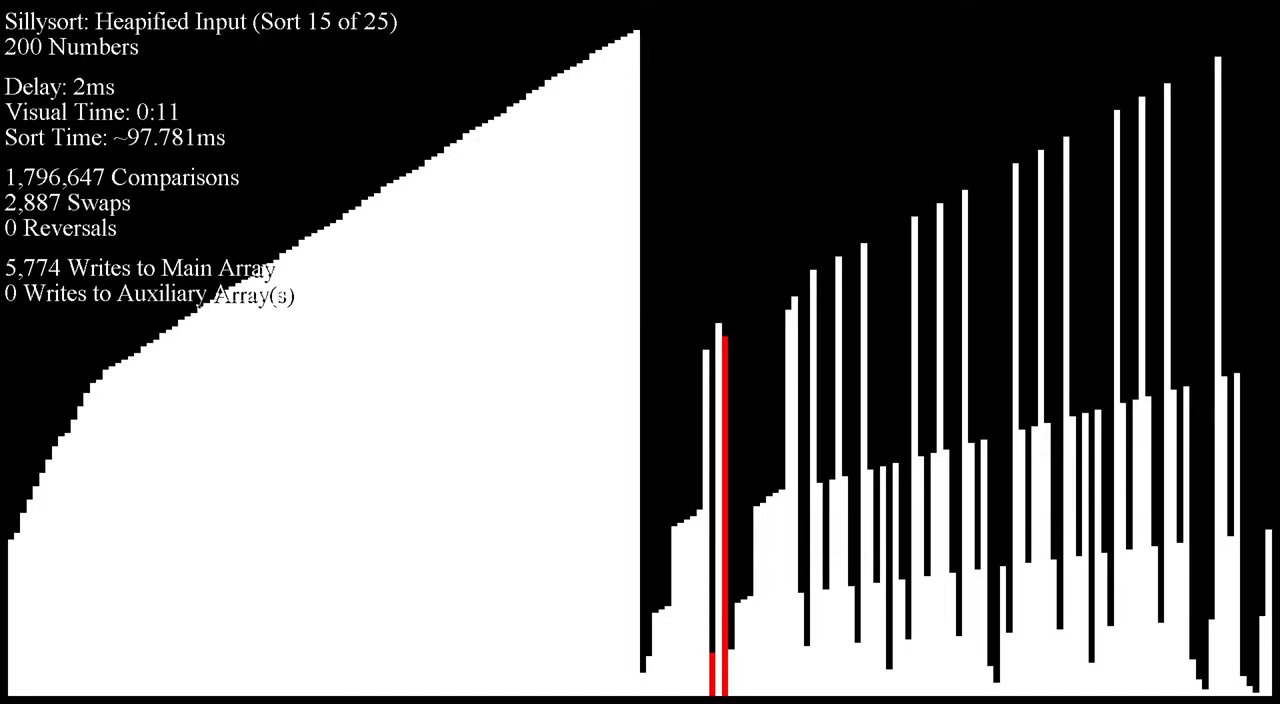 Sillysort: Heapified Input (Sort 15 of 25)
200 Numbers
Delay: 2ms
Visual Time: 0:11
Sort Time: ~97.781ms
1,796,647 Comparisons
2,887 Swaps
0 Reversals
5,774 Writes to Main Array
0 Writes to Auxiliary Array(s)